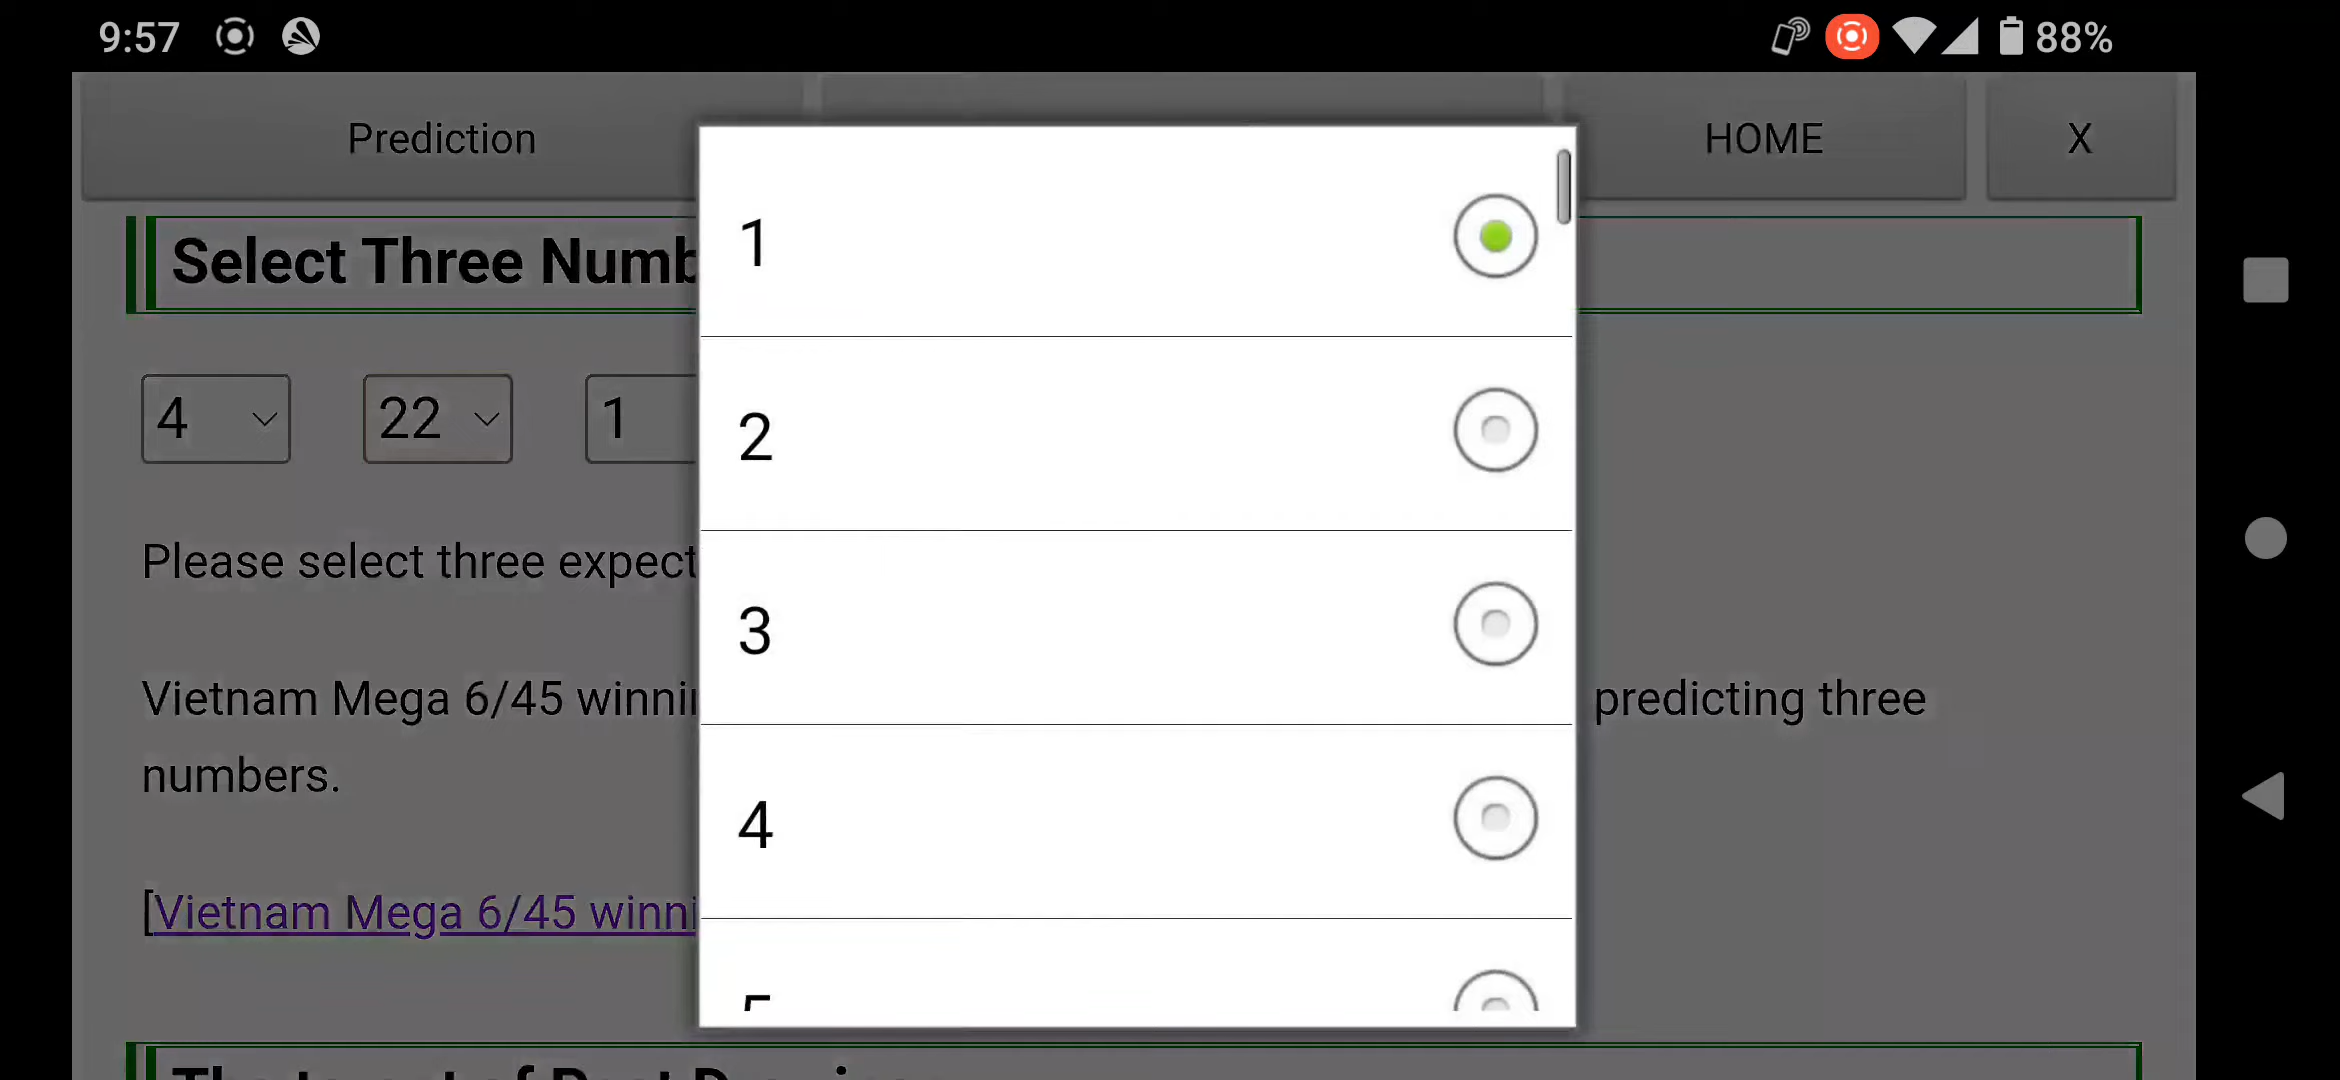 9:57
88%
Prediction
HOME
X
Select Three Numb
4
22
1
Please select three expect
Vietnam Mega 6/45 winni
predicting three
numbers.
[Vietnam Mega 6/45 winni
1
2
3
4